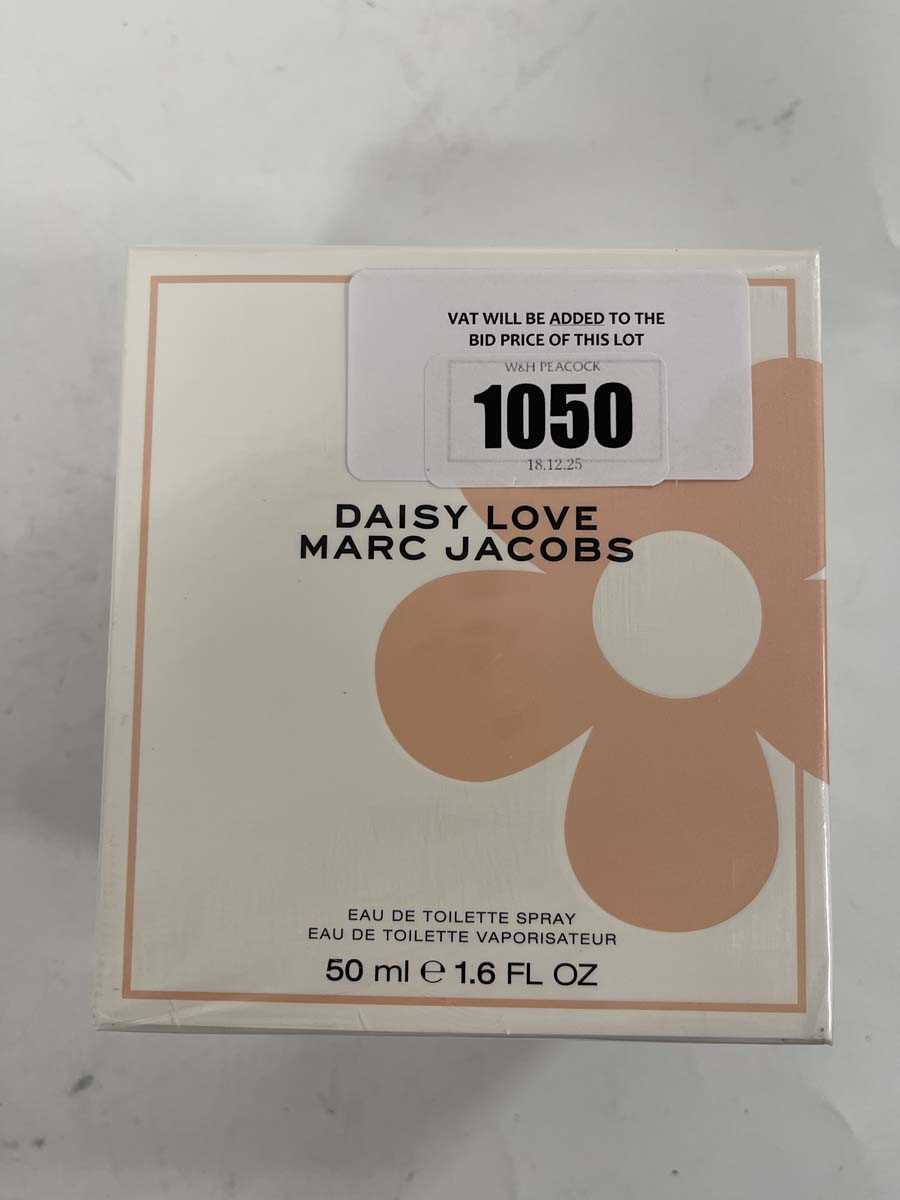 VAT WILL BE ADDED TO THE
BID PRICE OF THIS LOT
W&H PEACOCK
1050
18.12.25
DAISY LOVE
MARC JACOBS
EAU DE TOILETTE SPRAY
EAU DE TOILETTE VAPORISATEUR
50 ml ℮ 1.6 FL OZ